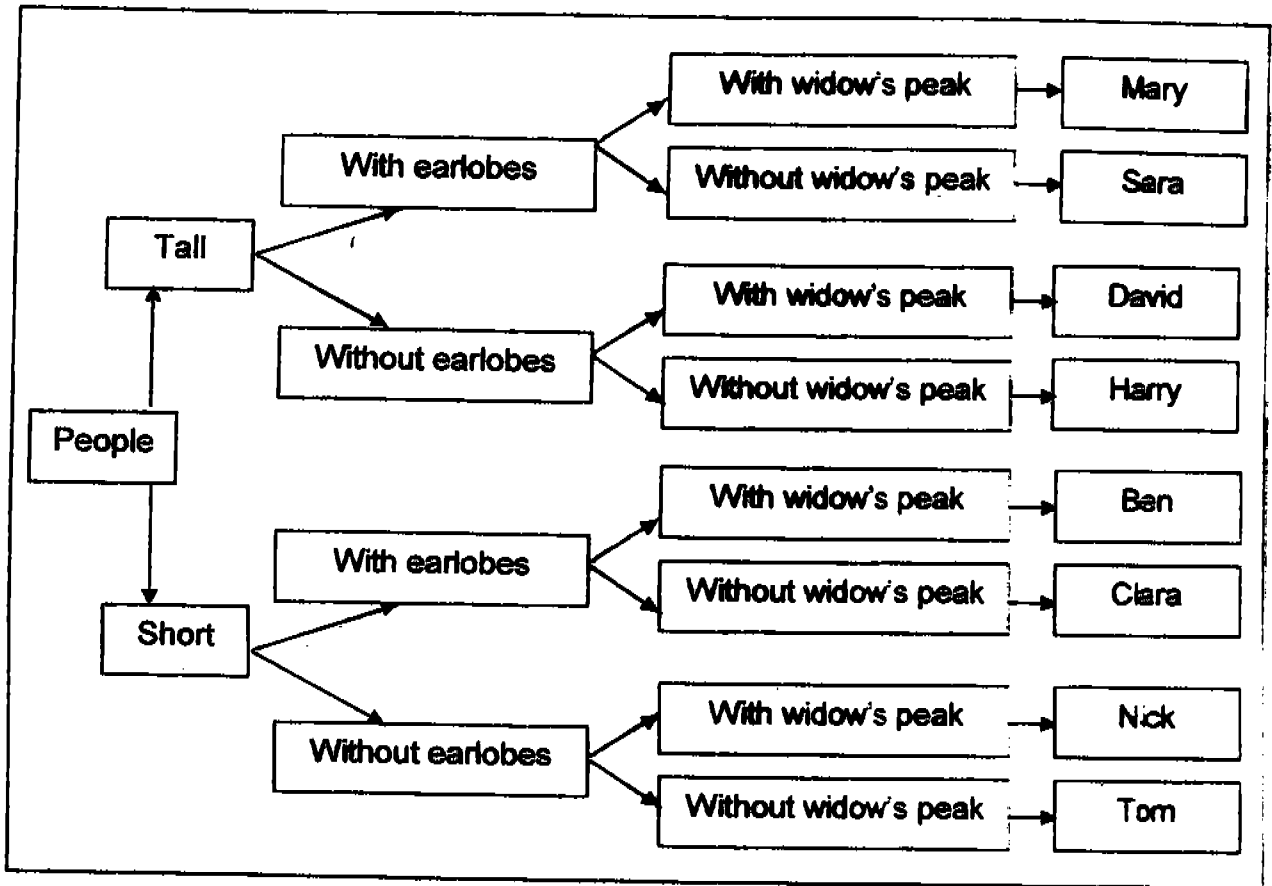 With widow's peak
Mary
With earlobes
Without widow's peak
Sara
Tall
With widow's peak
David
Without earlobes
Without widow's peak
Harry
People
With widow's peak
Ben
With earlobes
Without widow's peak
Clara
Short
With widow's peak
Nick
Without earlobes
Without widow's peak
Tom